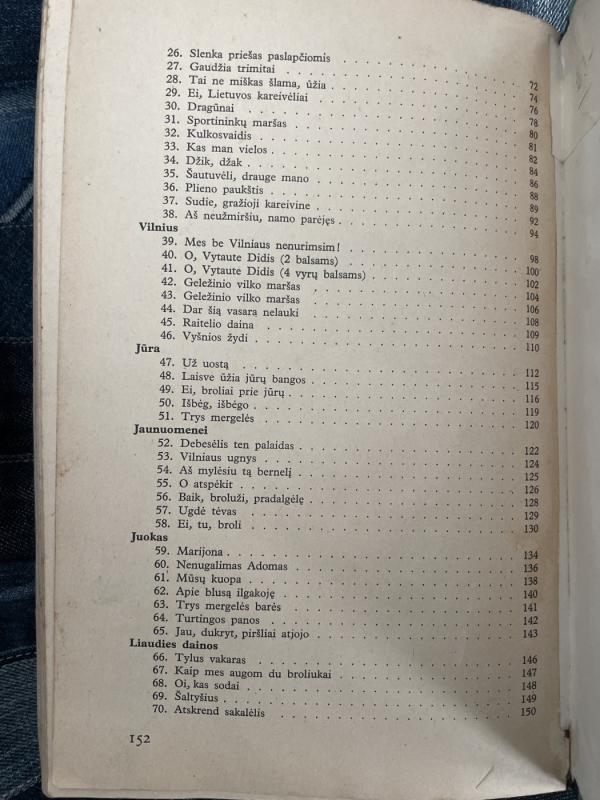 26. Slenka priešas paslapčiomis . . . . . . . . . . 72
27. Gaudžia trimitai . . . . . . . . . . 74
28. Tai ne miškas šlama, ūžia . . . . . . . . . . 76
29. Ei, Lietuvos kareivėliai . . . . . . . . . . 78
30. Dragūnai . . . . . . . . . . 80
31. Sportininkų maršas . . . . . . . . . . 81
32. Kulkosvaidis . . . . . . . . . . 82
33. Kas man vielos . . . . . . . . . . 84
34. Džik, džak . . . . . . . . . . 86
35. Šautuvėli, drauge mano . . . . . . . . . . 88
36. Plieno paukštis . . . . . . . . . . 89
37. Sudie, gražioji kareivine . . . . . . . . . . 92
38. Aš neužmiršiu, namo parėjęs . . . . . . . . . . 94
Vilnius
39. Mes be Vilniaus nenurimsim! . . . . . . . . . . 98
40. O, Vytaute Didis (2 balsams) . . . . . . . . . . 100
41. O, Vytaute Didis (4 vyrų balsams) . . . . . . . . . . 102
42. Geležinio vilko maršas . . . . . . . . . . 104
43. Geležinio vilko maršas . . . . . . . . . . 106
44. Dar šią vasarą nelauki . . . . . . . . . . 108
45. Raitelio daina . . . . . . . . . . 109
46. Vyšnios žydi . . . . . . . . . . 110
Jūra
47. Už uostą . . . . . . . . . . 112
48. Laisve ūžia jūrų bangos . . . . . . . . . . 115
49. Ei, broliai prie jūrų . . . . . . . . . . 116
50. Išbėg, išbėgo . . . . . . . . . . 119
51. Trys mergelės . . . . . . . . . . 120
Jaunuomenei
52. Debesėlis ten palaidas . . . . . . . . . . 122
53. Vilniaus ugnys . . . . . . . . . . 124
54. Aš mylėsiu tą bernelį . . . . . . . . . . 125
55. O atspėkit . . . . . . . . . . 126
56. Baik, broluži, pradalgėlę . . . . . . . . . . 128
57. Ugdė tėvas . . . . . . . . . . 129
58. Ei, tu, broli . . . . . . . . . . 130
Juokas
59. Marijona . . . . . . . . . . 134
60. Nenugalimas Adomas . . . . . . . . . . 136
61. Mūsų kuopa . . . . . . . . . . 138
62. Apie blusą ilgakoję . . . . . . . . . . 140
63. Trys mergelės barės . . . . . . . . . . 141
64. Turtingos panos . . . . . . . . . . 142
65. Jau, dukryt, piršliai atjojo . . . . . . . . . . 143
Liaudies dainos
66. Tylus vakaras . . . . . . . . . . 146
67. Kaip mes augom du broliukai . . . . . . . . . . 147
68. Oi, kas sodai . . . . . . . . . . 148
69. Šaltyšius . . . . . . . . . . 149
70. Atskrend sakalėlis . . . . . . . . . . 150
152